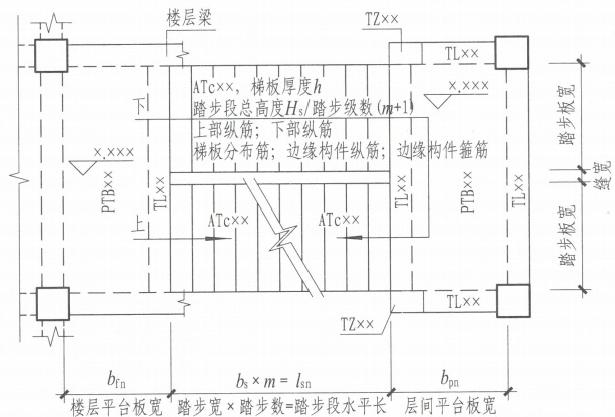 楼层梁
TZ××
TL××
ATc××，梯板厚度h
踏步段总高度Hs/踏步级数(m+1)
上部纵筋；下部纵筋
梯板分布筋；边缘构件纵筋；边缘构件箍筋
下
x.xxx
x.xxx
PTB××
TL××
TL××
PTB××
TL××
踏步板宽
缝宽
踏步板宽
上
ATc××
ATc××
TL××
TZ××
bfn
bs×m=lsn
bpn
楼层平台板宽
踏步宽×踏步数=踏步段水平长
层间平台板宽